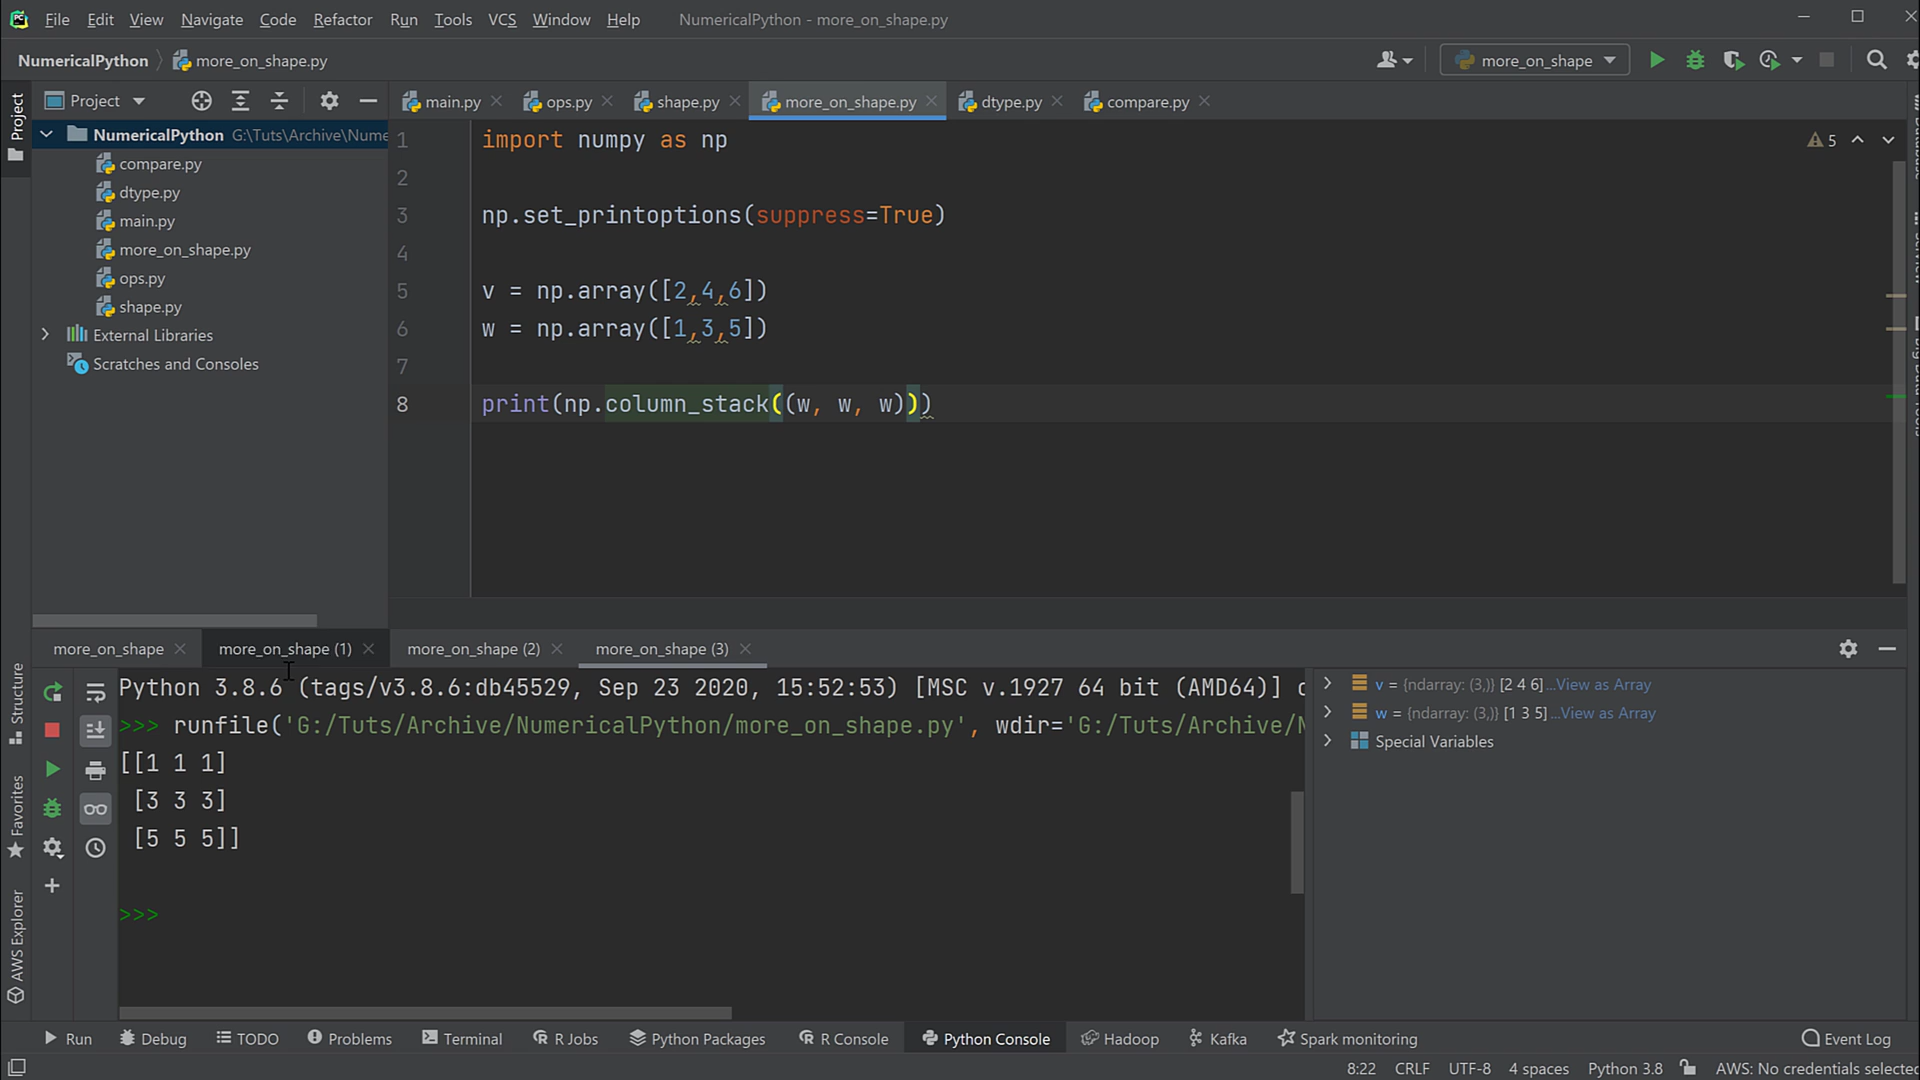 File Edit View Navigate Code Refactor Run Tools VCS Window Help NumericalPython - more_on_shape.py
NumericalPython more_on_shape.py more_on_shape
Project
Project
main.py ops.py shape.py more_on_shape.py dtype.py compare.py
NumericalPython G:\Tuts\Archive\Nume
compare.py
dtype.py
main.py
more_on_shape.py
ops.py
shape.py
External Libraries
Scratches and Consoles
1 import numpy as np
5
2
3 np.set_printoptions(suppress=True)
4
5 v = np.array([2,4,6])
6 w = np.array([1,3,5])
7
8 print(np.column_stack((w, w, w)))
more_on_shape more_on_shape (1) more_on_shape (2) more_on_shape (3)
Python 3.8.6 (tags/v3.8.6:db45529, Sep 23 2020, 15:52:53) [MSC v.1927 64 bit (AMD64)]
>>> runfile('G:/Tuts/Archive/NumericalPython/more_on_shape.py', wdir='G:/Tuts/Archive/N
[[1 1 1]
[3 3 3]
[5 5 5]]
>>>
v = {ndarray: (3,)} [2 4 6] ...View as Array
w = {ndarray: (3,)} [1 3 5] ...View as Array
Special Variables
Structure
Favorites
AWS Explorer
Run Debug TODO Problems Terminal R Jobs Python Packages R Console Python Console Hadoop Kafka Spark monitoring Event Log
8:22 CRLF UTF-8 4 spaces Python 3.8 AWS: No credentials selected